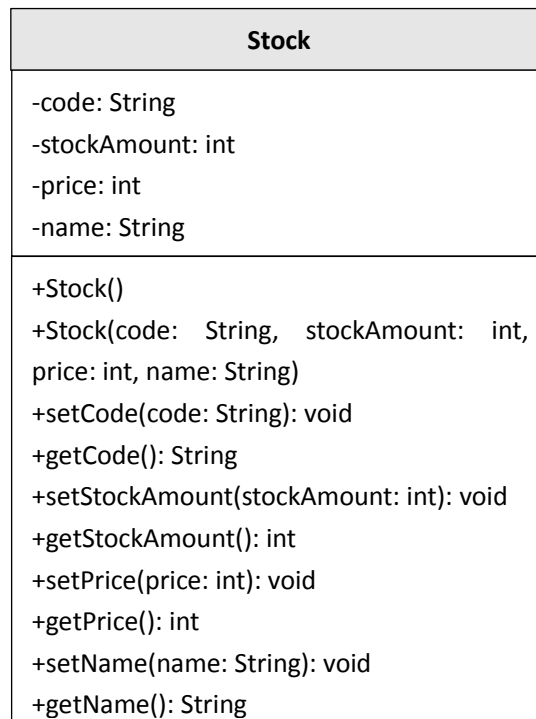 Stock
-code: String
-stockAmount: int
-price: int
-name: String
+Stock()
+Stock(code: String, stockAmount: int,
price: int, name: String)
+setCode(code: String): void
+getCode(): String
+setStockAmount(stockAmount: int): void
+getStockAmount(): int
+setPrice(price: int): void
+getPrice(): int
+setName(name: String): void
+getName(): String